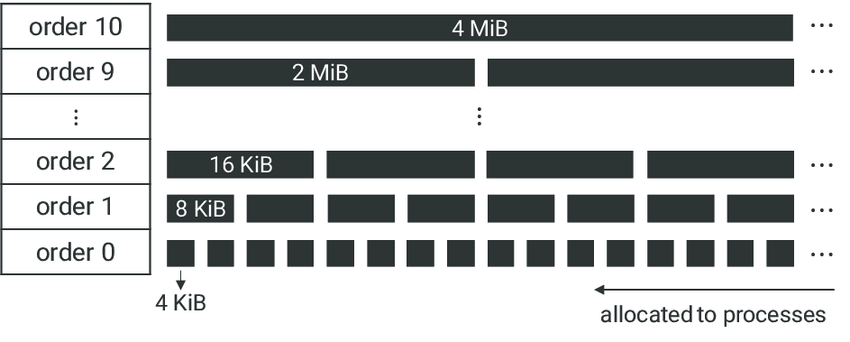 order 10 4 MiB ...
order 9 2 MiB ...
⋮ ⋮
order 2 16 KiB ...
order 1 8 KiB ...
order 0 ...
4 KiB
allocated to processes